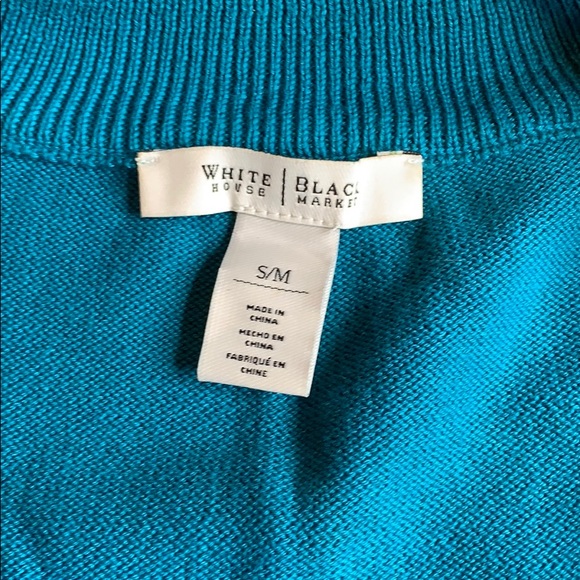 WHITE | BLACK
HOUSE | MARKET
S/M
MADE IN
CHINA
HECHO EN
CHINA
FABRIQUÉ EN
CHINE